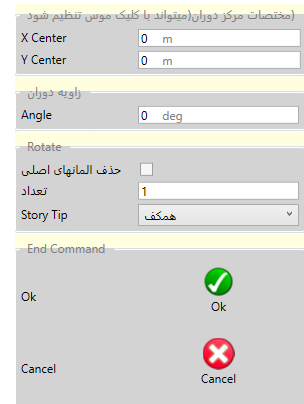 مختصات مرکز دوران(میتواند با کلیک موس تنظیم شود)
X Center 0 m
Y Center 0 m
زاویه دوران
Angle 0 deg
Rotate
حذف المانهای اصلی
تعداد 1
Story Tip همکف
End Command
Ok Ok
Cancel Cancel